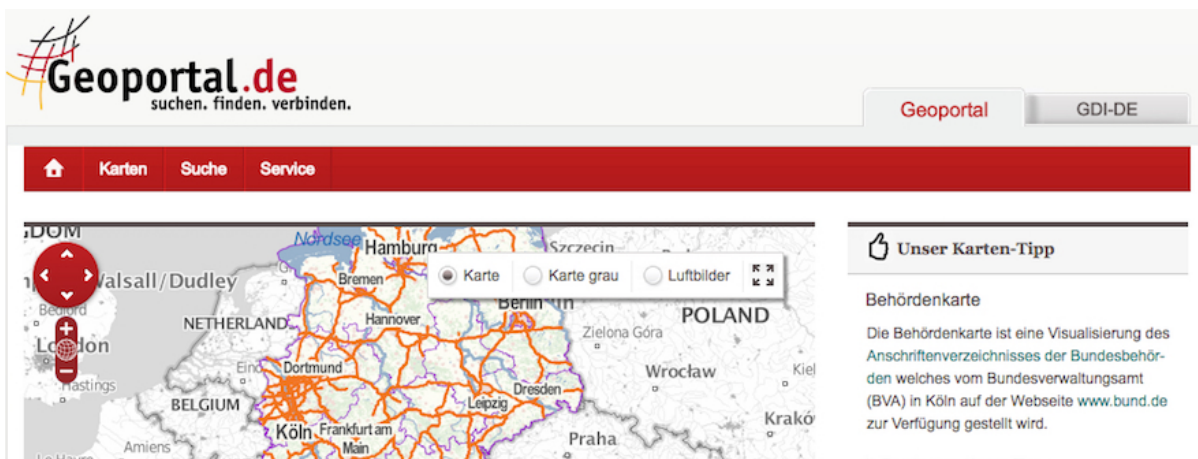 Geoportal.de
suchen. finden. verbinden.
Geoportal
GDI-DE
Karten Suche Service
Unser Karten-Tipp
Behördenkarte
Die Behördenkarte ist eine Visualisierung des
Anschriftenverzeichnisses der Bundesbehör-
den welches vom Bundesverwaltungsamt
(BVA) in Köln auf der Webseite www.bund.de
zur Verfügung gestellt wird.
Karte Karte grau Luftbilder
Nordsee
Hamburg
Szczecin
Walsall/Dudley
Bremen
Berlin
POLAND
Bedford
NETHERLAND
Hannover
Zielona Góra
London
Dortmund
Wrocław
Kiel
Hastings
BELGIUM
Leipzig
Dresden
Krakó
Köln
Frankfurt am
Main
Praha
Amiens